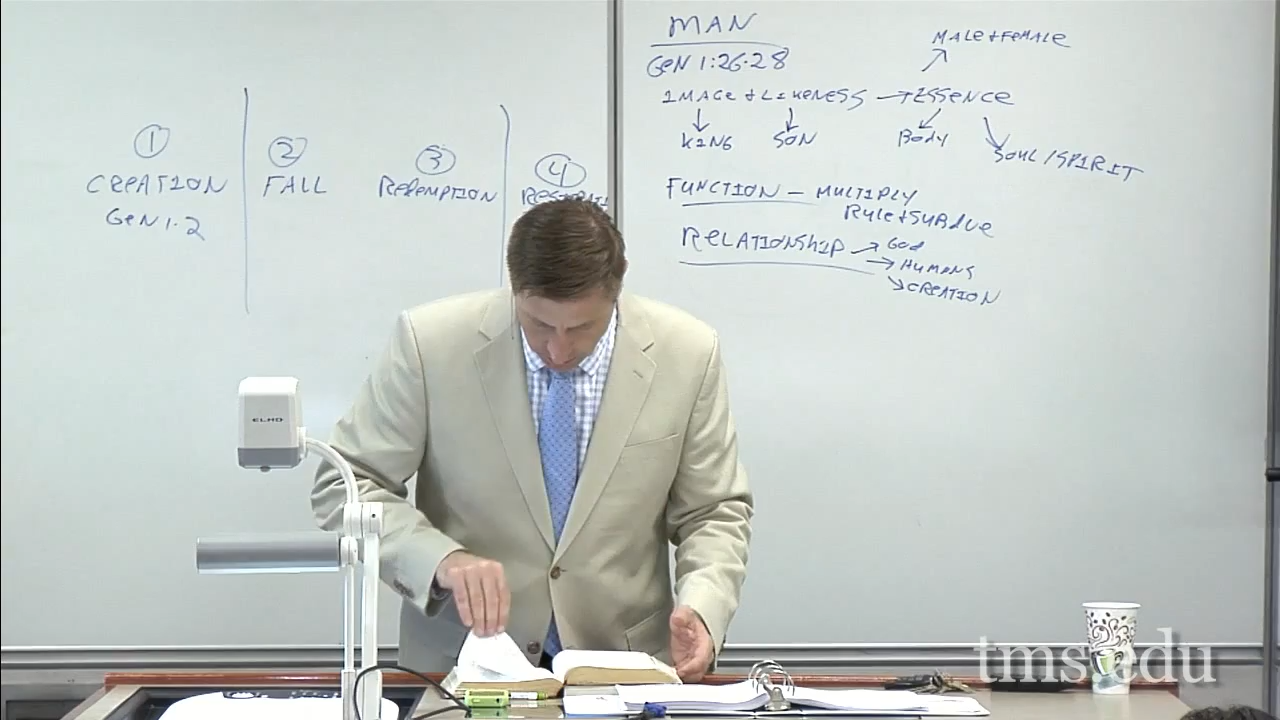 ① ② ③ ④
CREATION FALL REDEMPTION
GEN 1-2
MAN
GEN 1:26-28
MALE + FEMALE
IMAGE + LIKENESS → ESSENCE
KING SON BODY SOUL / SPIRIT
FUNCTION - MULTIPLY
RULE + SUBDUE
RELATIONSHIP → GOD
→ HUMANS
→ CREATION
ELMO
tms.edu